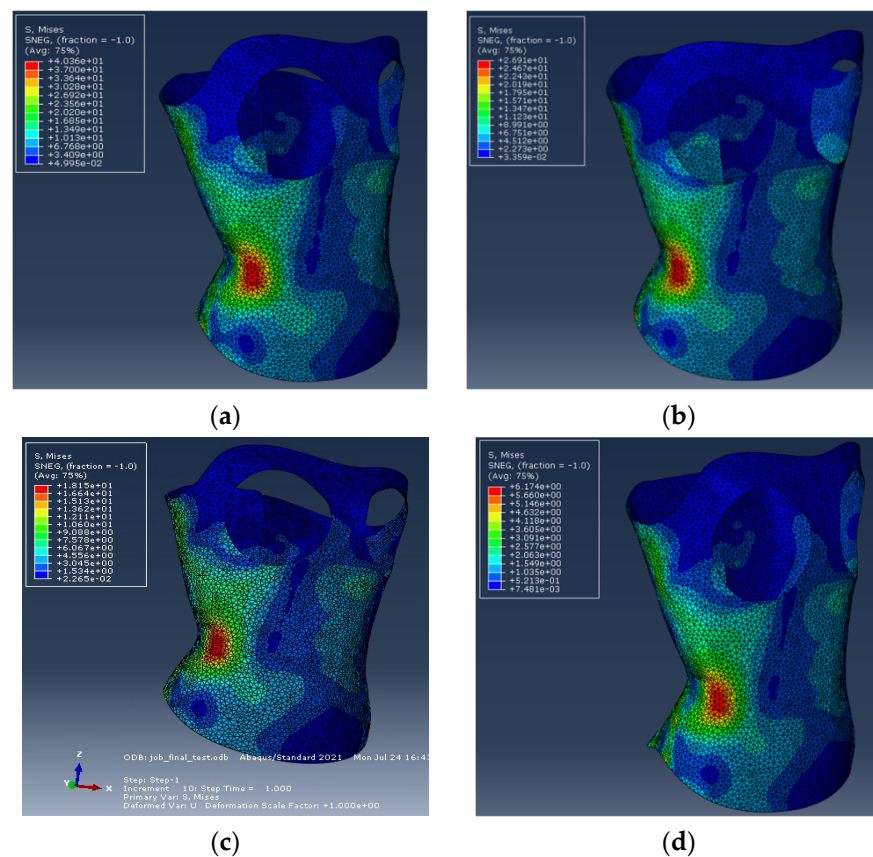 S, Mises
SNEG, (fraction = -1.0)
(Avg: 75%)
+4.036e+01
+3.700e+01
+3.364e+01
+3.028e+01
+2.692e+01
+2.356e+01
+2.020e+01
+1.685e+01
+1.349e+01
+1.013e+01
+6.768e+00
+3.409e+00
+4.995e-02
(a)
S, Mises
SNEG, (fraction = -1.0)
(Avg: 75%)
+2.691e+01
+2.467e+01
+2.243e+01
+2.019e+01
+1.795e+01
+1.571e+01
+1.347e+01
+1.123e+01
+8.991e+00
+6.751e+00
+4.512e+00
+2.273e+00
+3.359e-02
(b)
S, Mises
SNEG, (fraction = -1.0)
(Avg: 75%)
+1.815e+01
+1.664e+01
+1.513e+01
+1.362e+01
+1.211e+01
+1.060e+01
+9.088e+00
+7.578e+00
+6.067e+00
+4.556e+00
+3.045e+00
+1.534e+00
+2.265e-02
Z
Y
X
ODB: job_final_test.odb Abaqus/Standard 2021 Mon Jul 24 16:4
Step: Step-1
Increment 10: Step Time = 1.000
Primary Var: S, Mises
Deformed Var: U Deformation Scale Factor: +1.000e+00
(c)
S, Mises
SNEG, (fraction = -1.0)
(Avg: 75%)
+6.174e+00
+5.660e+00
+5.146e+00
+4.632e+00
+4.118e+00
+3.605e+00
+3.091e+00
+2.577e+00
+2.063e+00
+1.549e+00
+1.035e+00
+5.213e-01
+7.481e-03
(d)